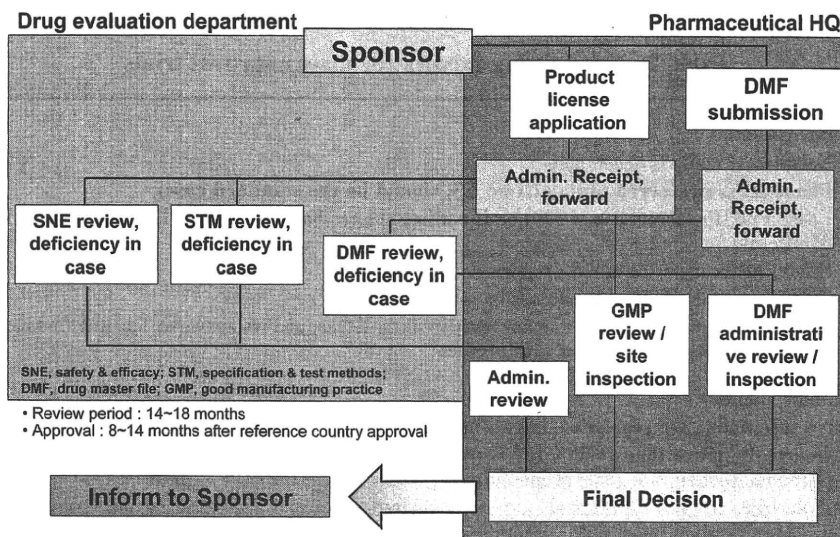 Drug evaluation department
Pharmaceutical HQ
Sponsor
Product
license
application
DMF
submission
Admin. Receipt,
forward
Admin.
Receipt,
forward
SNE review,
deficiency in
case
STM review,
deficiency in
case
DMF review,
deficiency in
case
GMP
review /
site
inspection
DMF
administrati
ve review /
inspection
SNE, safety & efficacy; STM, specification & test methods;
DMF, drug master file; GMP, good manufacturing practice
Admin.
review
• Review period : 14~18 months
• Approval : 8~14 months after reference country approval
Inform to Sponsor
Final Decision